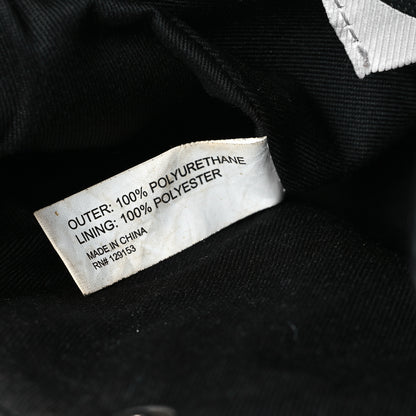 OUTER: 100% POLYURETHANE
LINING: 100% POLYESTER
MADE IN CHINA
RN# 129153